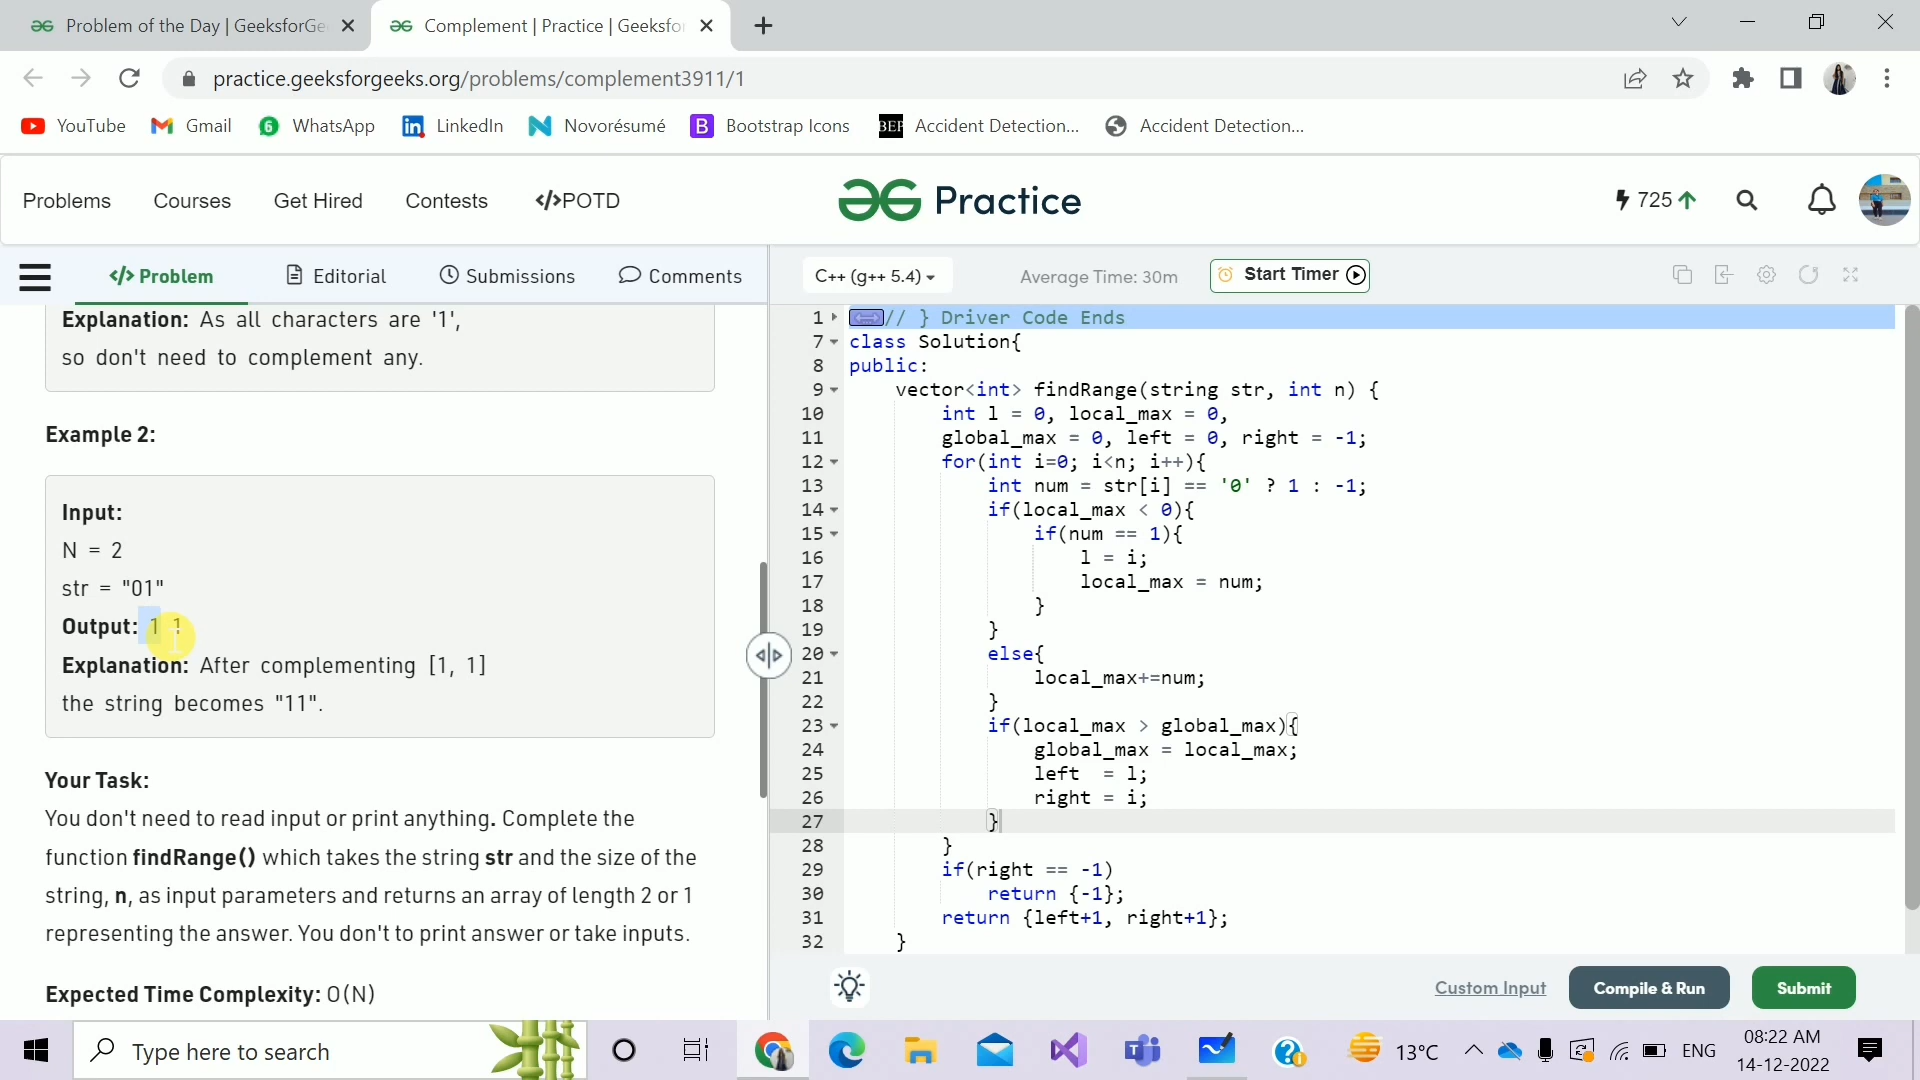 Problem of the Day | GeeksforGe
Complement | Practice | Geeksfor
practice.geeksforgeeks.org/problems/complement3911/1
YouTube
Gmail
WhatsApp
LinkedIn
Novorésumé
Bootstrap Icons
Accident Detection...
Accident Detection...
Problems
Courses
Get Hired
Contests
</>POTD
Practice
725
</> Problem
Editorial
Submissions
Comments
C++ (g++ 5.4)
Average Time: 30m
Start Timer
Explanation: As all characters are '1',
so don't need to complement any.
Example 2:
Input:
N = 2
str = "01"
Output: 1 1
Explanation: After complementing [1, 1]
the string becomes "11".
Your Task:
You don't need to read input or print anything. Complete the
function findRange() which takes the string str and the size of the
string, n, as input parameters and returns an array of length 2 or 1
representing the answer. You don't to print answer or take inputs.
Expected Time Complexity: O(N)
1 // } Driver Code Ends
7 class Solution{
8 public:
9 vector<int> findRange(string str, int n) {
10 int l = 0, local_max = 0,
11 global_max = 0, left = 0, right = -1;
12 for(int i=0; i<n; i++){
13 int num = str[i] == '0' ? 1 : -1;
14 if(local_max < 0){
15 if(num == 1){
16 l = i;
17 local_max = num;
18 }
19 }
20 else{
21 local_max+=num;
22 }
23 if(local_max > global_max){
24 global_max = local_max;
25 left = l;
26 right = i;
27 }
28 }
29 if(right == -1)
30 return {-1};
31 return {left+1, right+1};
32 }
Custom Input
Compile & Run
Submit
Type here to search
13°C
ENG
08:22 AM
14-12-2022